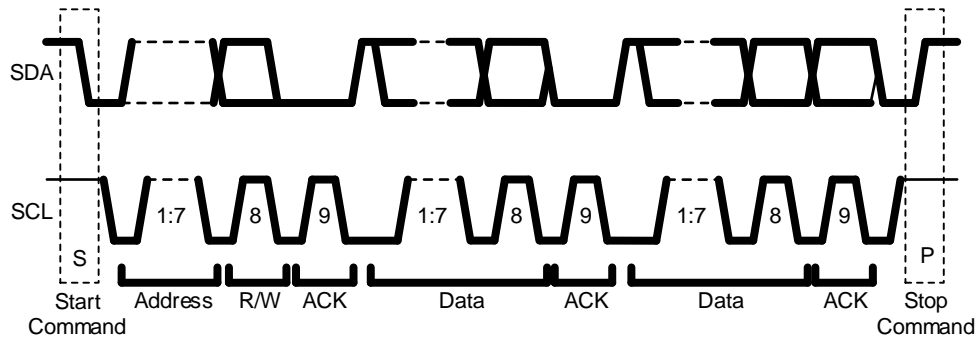 SDA
SCL
1:7 8 9 1:7 8 9 1:7 8 9
S P
Address R/W ACK Data ACK Data ACK
Start Command
Stop Command